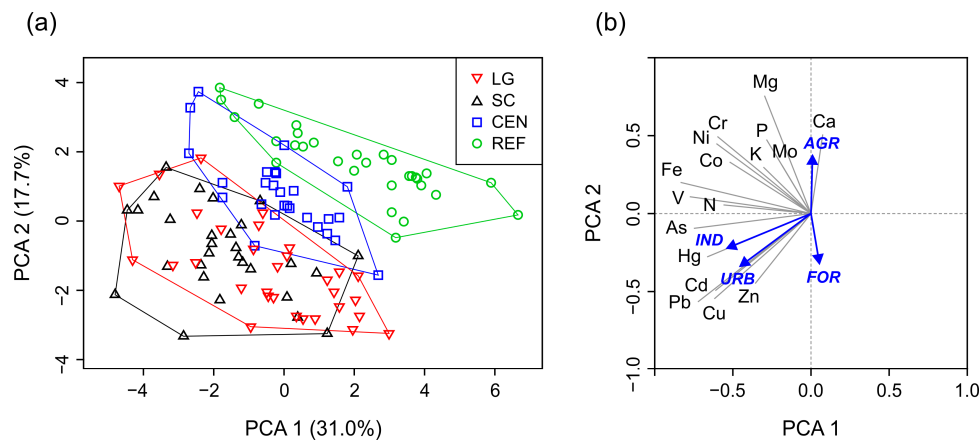 (a)
PCA 2 (17.7%)
4
2
0
−2
−4
LG
SC
CEN
REF
−4
−2
0
2
4
6
PCA 1 (31.0%)
(b)
PCA 2
0.5
0.0
−0.5
−1.0
Mg
Cr
P
Ca
Ni
AGR
Co
K
Mo
Fe
V
N
As
IND
Hg
URB
FOR
Cd
Zn
Pb
Cu
−0.5
0.0
0.5
1.0
PCA 1